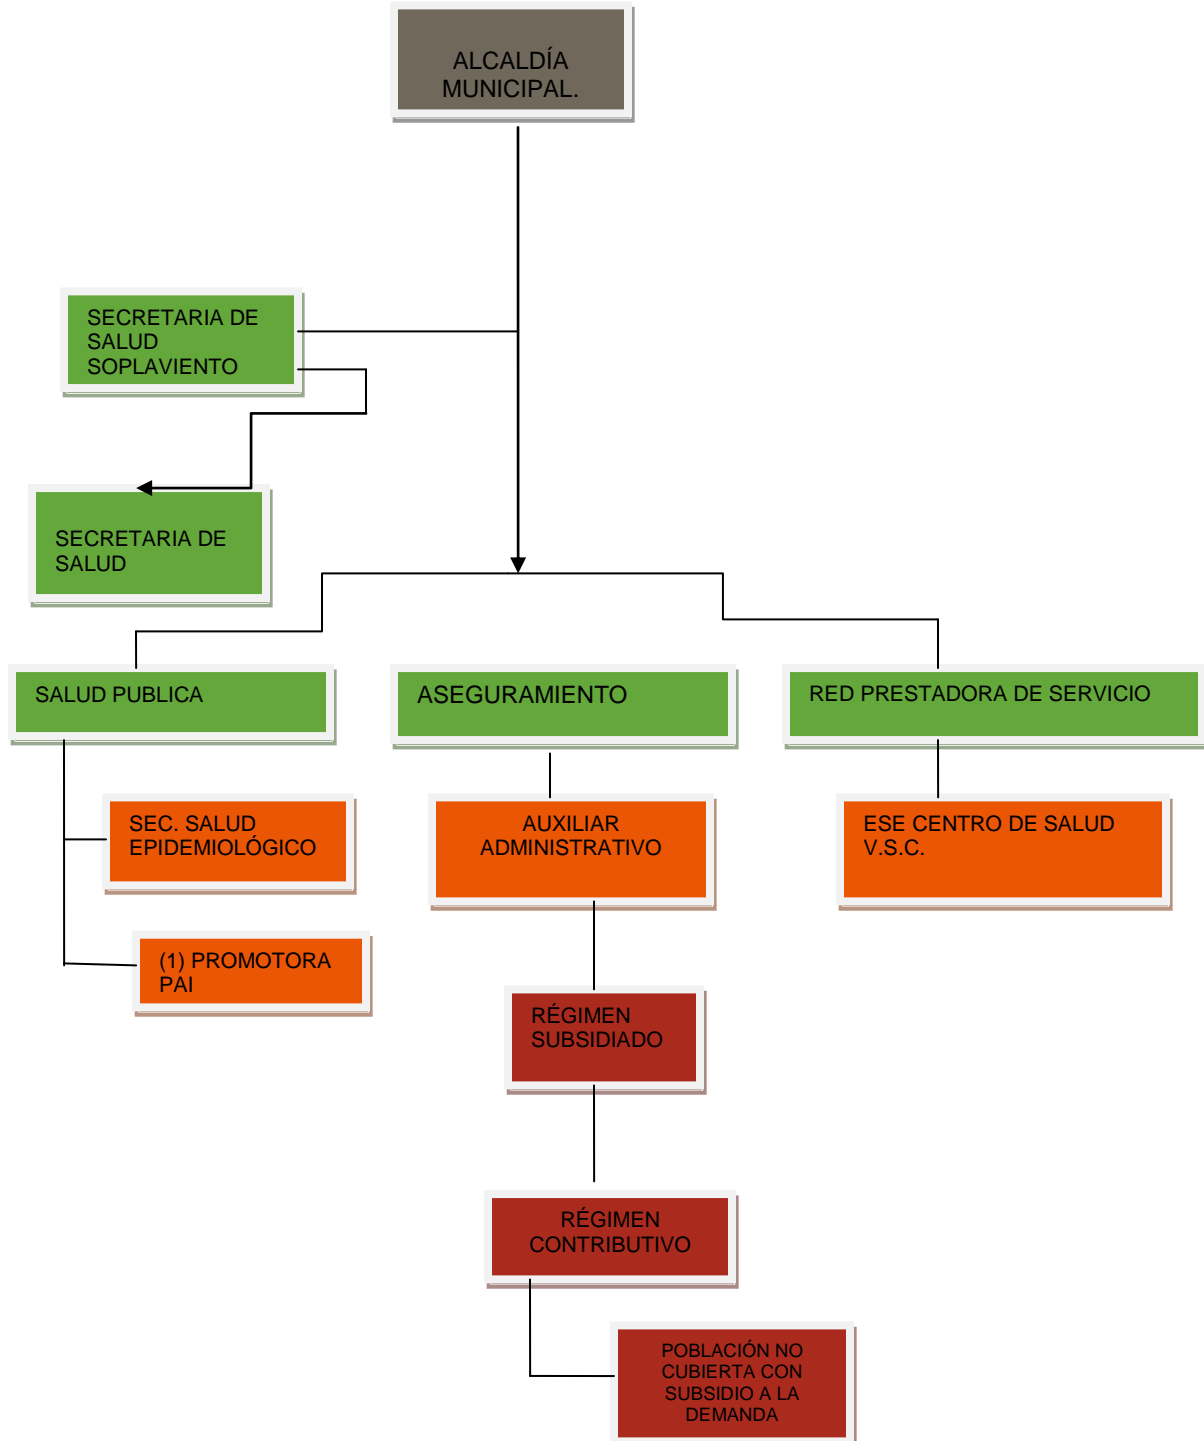 ALCALDÍA
MUNICIPAL.
SECRETARIA DE
SALUD
SOPLAVIENTO
SECRETARIA DE
SALUD
SALUD PUBLICA
ASEGURAMIENTO
RED PRESTADORA DE SERVICIO
SEC. SALUD
EPIDEMIOLÓGICO
AUXILIAR
ADMINISTRATIVO
ESE CENTRO DE SALUD
V.S.C.
(1) PROMOTORA
PAI
RÉGIMEN
SUBSIDIADO
RÉGIMEN
CONTRIBUTIVO
POBLACIÓN NO
CUBIERTA CON
SUBSIDIO A LA
DEMANDA